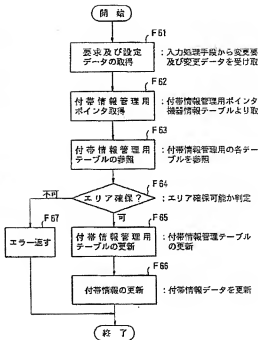 開始
F61
要求及び設定
データの取得
:入力処理手段から変更要
及び変更データを受け取
F62
付帯情報管理用
ポインタ取得
:付帯情報管理用ポインタ
機器情報テーブルより取
F63
付帯情報管理用
テーブルの参照
:付帯情報管理用の各テー
ブルを参照
F64
不可
エリア確保?
:エリア確保可能か判定
F67
可
F65
エラー返す
付帯情報管理用
テーブルの更新
:付帯情報管理テーブル
の更新
F66
付帯情報の更新
:付帯情報データを更新
終了